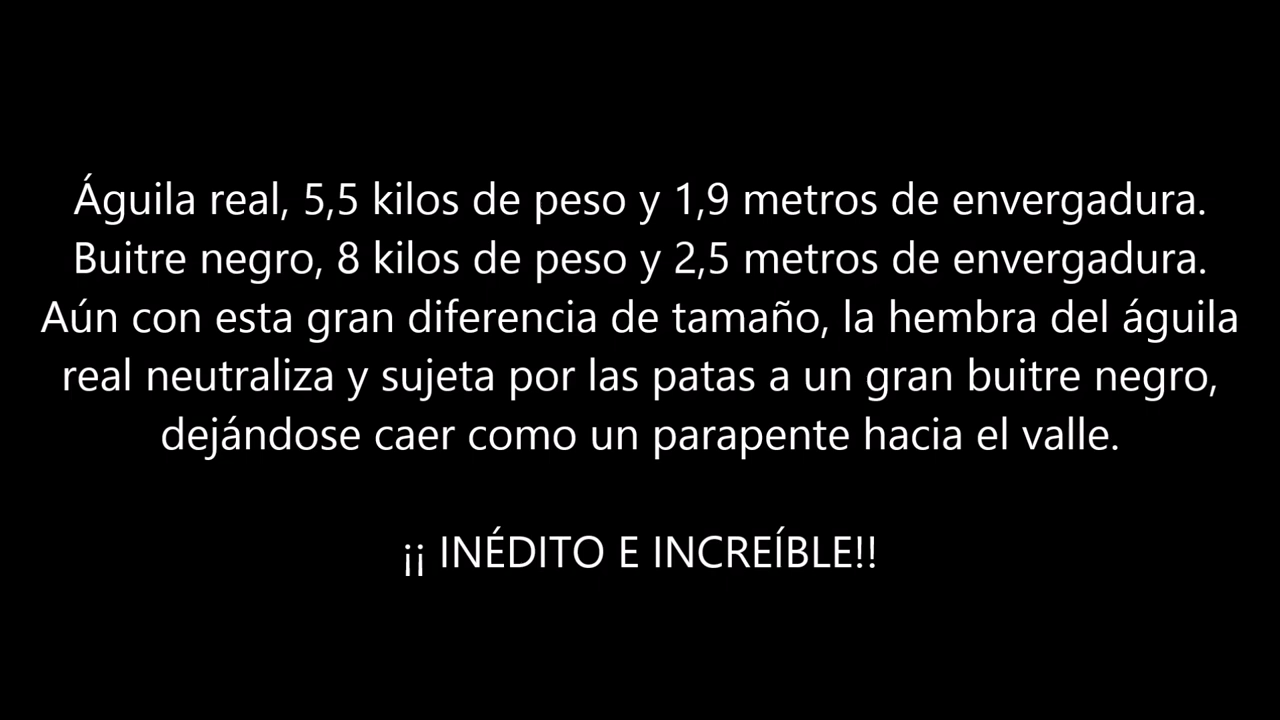 Águila real, 5,5 kilos de peso y 1,9 metros de envergadura.
Buitre negro, 8 kilos de peso y 2,5 metros de envergadura.
Aún con esta gran diferencia de tamaño, la hembra del águila
real neutraliza y sujeta por las patas a un gran buitre negro,
dejándose caer como un parapente hacia el valle.
¡¡ INÉDITO E INCREÍBLE!!